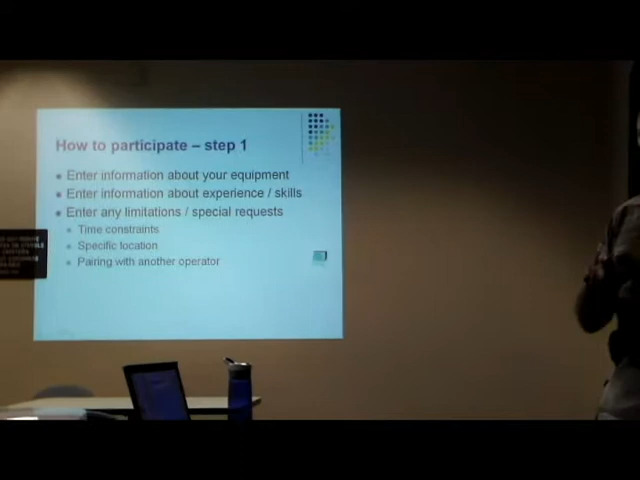 How to participate – step 1
Enter information about your equipment
Enter information about experience / skills
Enter any limitations / special requests
Time constraints
Specific location
Pairing with another operator